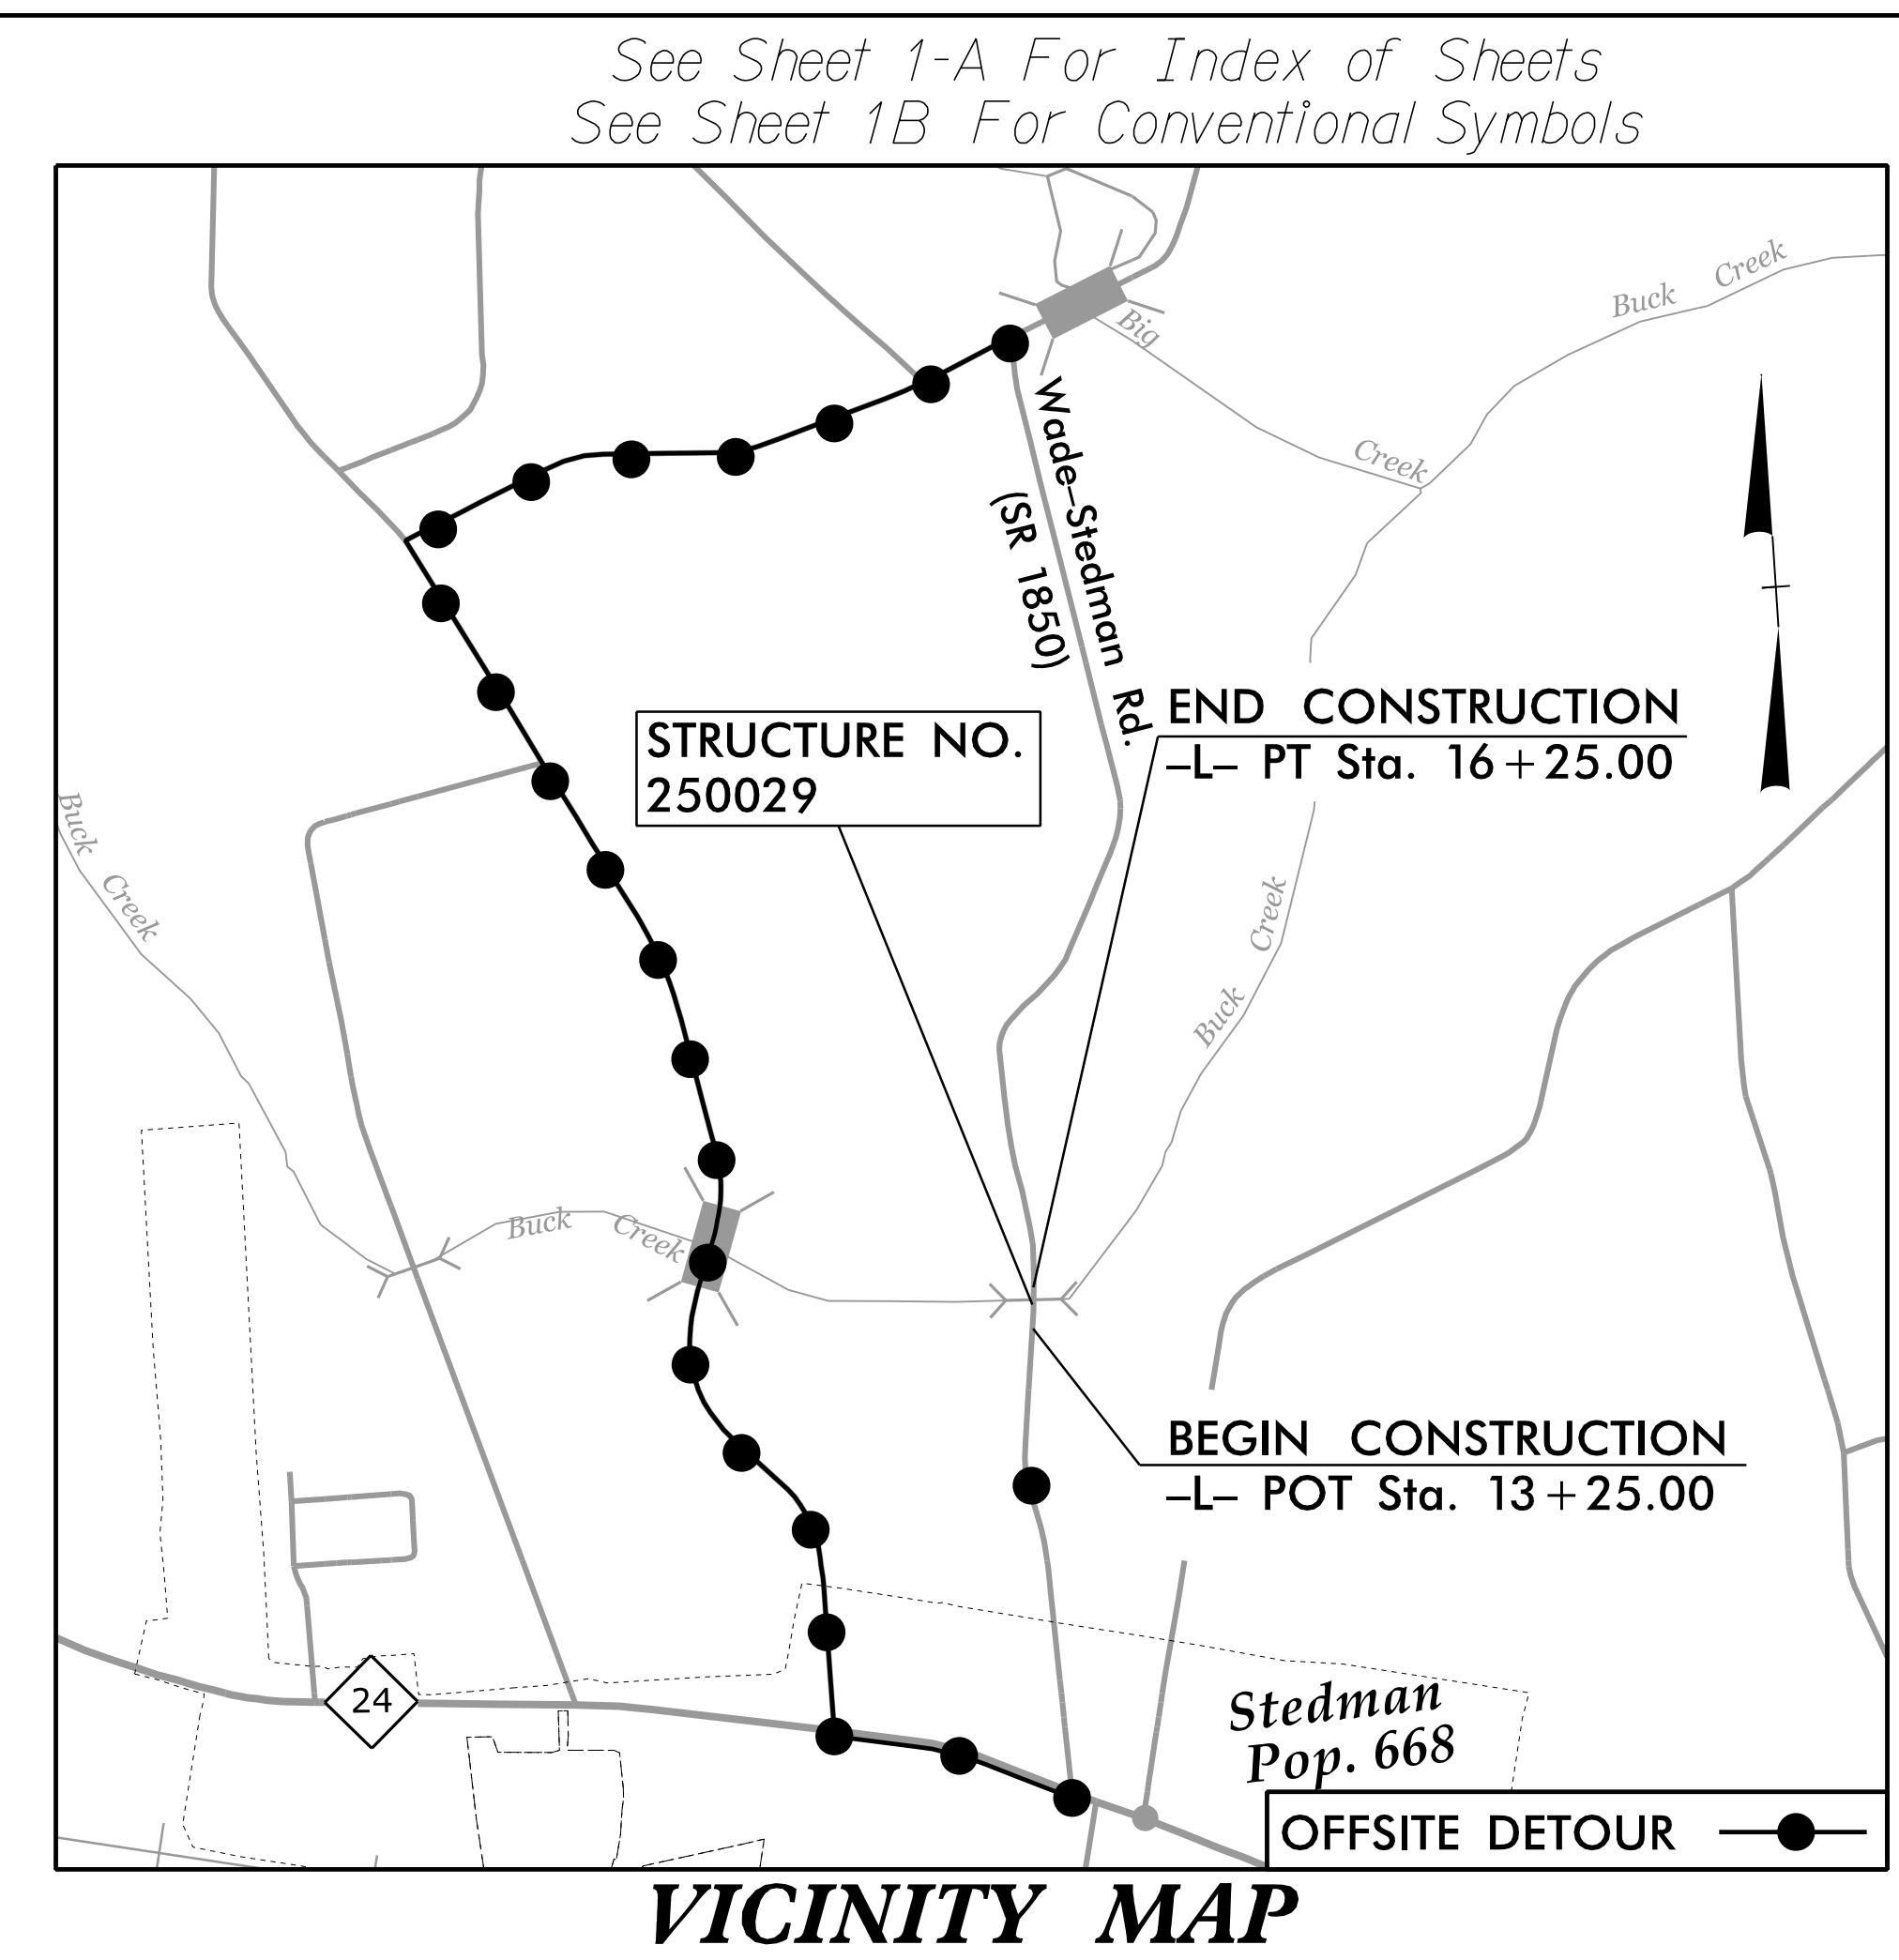 See Sheet 1-A For Index of Sheets
See Sheet 1B For Conventional Symbols
Buck Creek
Big
Creek
Wade-Stedman Rd.
(SR 1850)
STRUCTURE NO.
250029
END CONSTRUCTION
-L- PT Sta. 16+25.00
Buck Creek
Buck Creek
Buck Creek
BEGIN CONSTRUCTION
-L- POT Sta. 13+25.00
24
Stedman
Pop. 668
OFFSITE DETOUR
VICINITY MAP